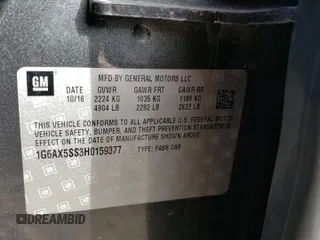 GM
MFD BY GENERAL MOTORS LLC
DATE GVWR GAWR FRT GAWR RR
10/16 2224 KG 1035 KG 1189 KG
4904 LB 2282 LB 2622 LB
THIS VEHICLE CONFORMS TO ALL APPLICABLE U.S. FEDERAL MOTOR
VEHICLE SAFETY, BUMPER, AND THEFT PREVENTION STANDARDS
IN EFFECT ON THE DATE OF MANUFACTURE SHOWN ABOVE.
1G6AX5SS3H0159377 TYPE: PASS CAR